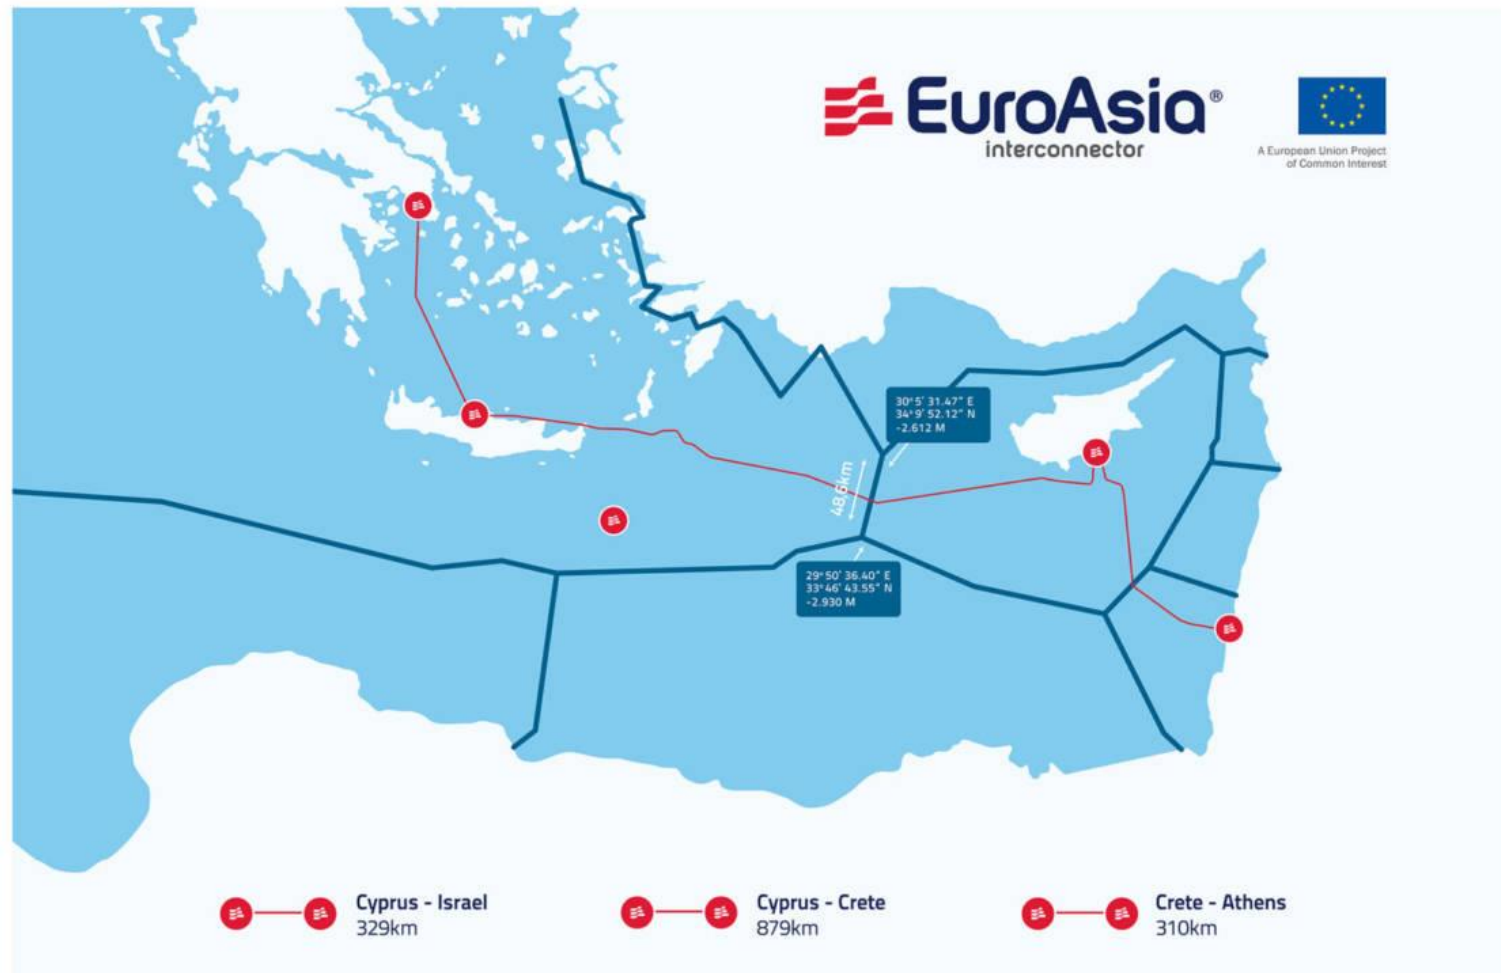 EuroAsia®
interconnector
A European Union Project
of Common Interest
30° 5' 31.47" E
34° 9' 52.12" N
-2.612 M
48,6km
29° 50' 36.40" E
33° 46' 43.55" N
-2.930 M
Cyprus - Israel
329km
Cyprus - Crete
879km
Crete - Athens
310km